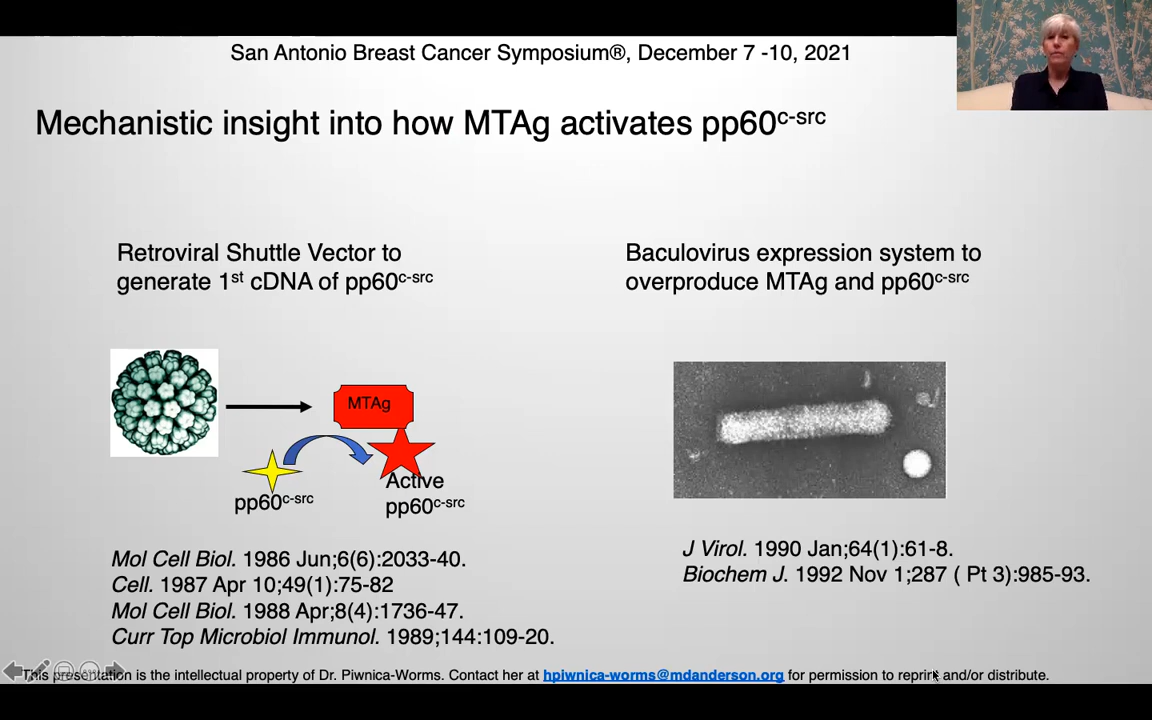 San Antonio Breast Cancer Symposium®, December 7 -10, 2021
Mechanistic insight into how MTAg activates pp60c-src
Retroviral Shuttle Vector to
generate 1st cDNA of pp60c-src
MTAg
pp60c-src
Active
pp60c-src
Mol Cell Biol. 1986 Jun;6(6):2033-40.
Cell. 1987 Apr 10;49(1):75-82
Mol Cell Biol. 1988 Apr;8(4):1736-47.
Curr Top Microbiol Immunol. 1989;144:109-20.
Baculovirus expression system to
overproduce MTAg and pp60c-src
J Virol. 1990 Jan;64(1):61-8.
Biochem J. 1992 Nov 1;287 ( Pt 3):985-93.
This presentation is the intellectual property of Dr. Piwnica-Worms. Contact her at hpiwnica-worms@mdanderson.org for permission to reprint and/or distribute.